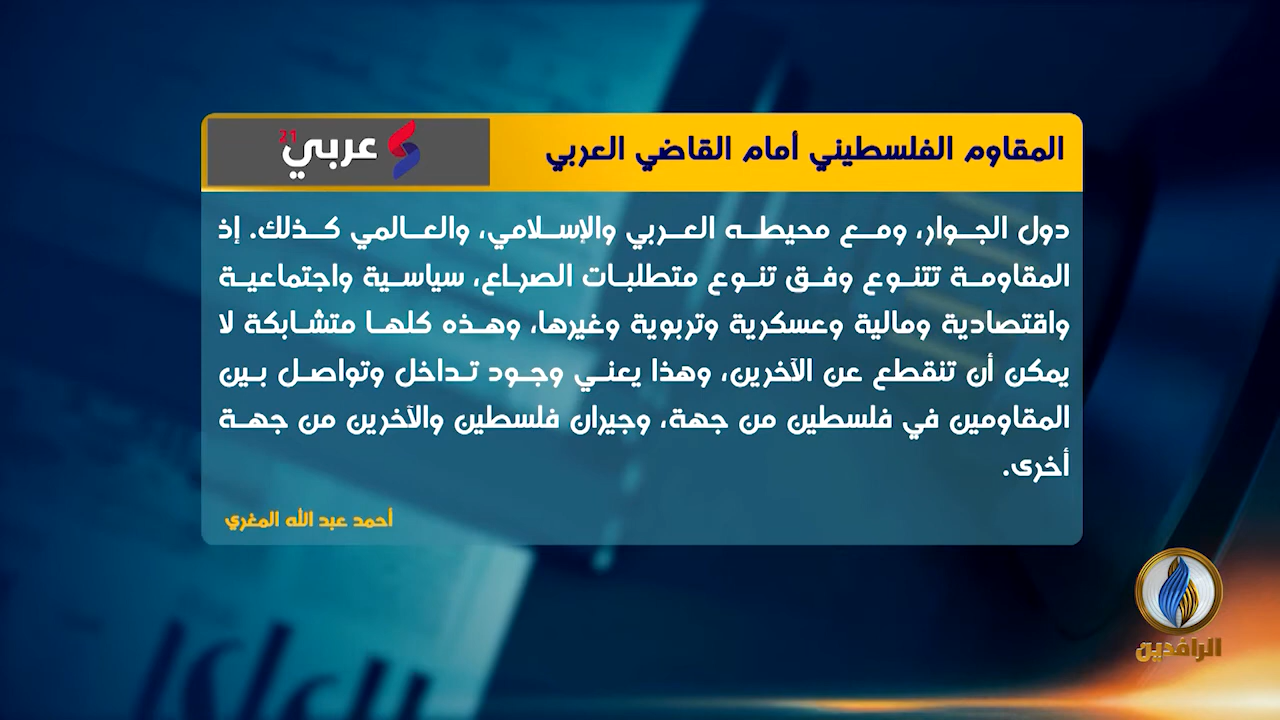 المقاوم الفلسطيني أمام القاضي العربي
عربي 21
دول الجوار، ومع محيطه العربي والإسلامي، والعالمي كذلك. إذ
المقاومة تتنوع وفق تنوع متطلبات الصراع، سياسية واجتماعية
واقتصادية ومالية وعسكرية وتربوية وغيرها، وهذه كلها متشابكة لا
يمكن أن تنقطع عن الآخرين، وهذا يعني وجود تداخل وتواصل بين
المقاومين في فلسطين من جهة، وجيران فلسطين والآخرين من جهة
أخرى.
أحمد عبد الله المغري
الرافدين